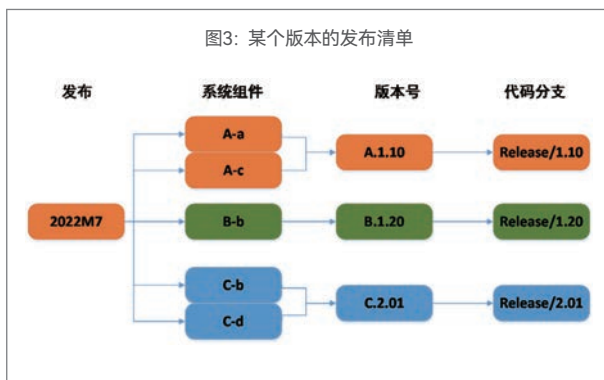 图3: 某个版本的发布清单
发布 系统组件 版本号 代码分支
A-a
A-c
A.1.10
Release/1.10
2022M7
B-b
B.1.20
Release/1.20
C-b
C-d
C.2.01
Release/2.01